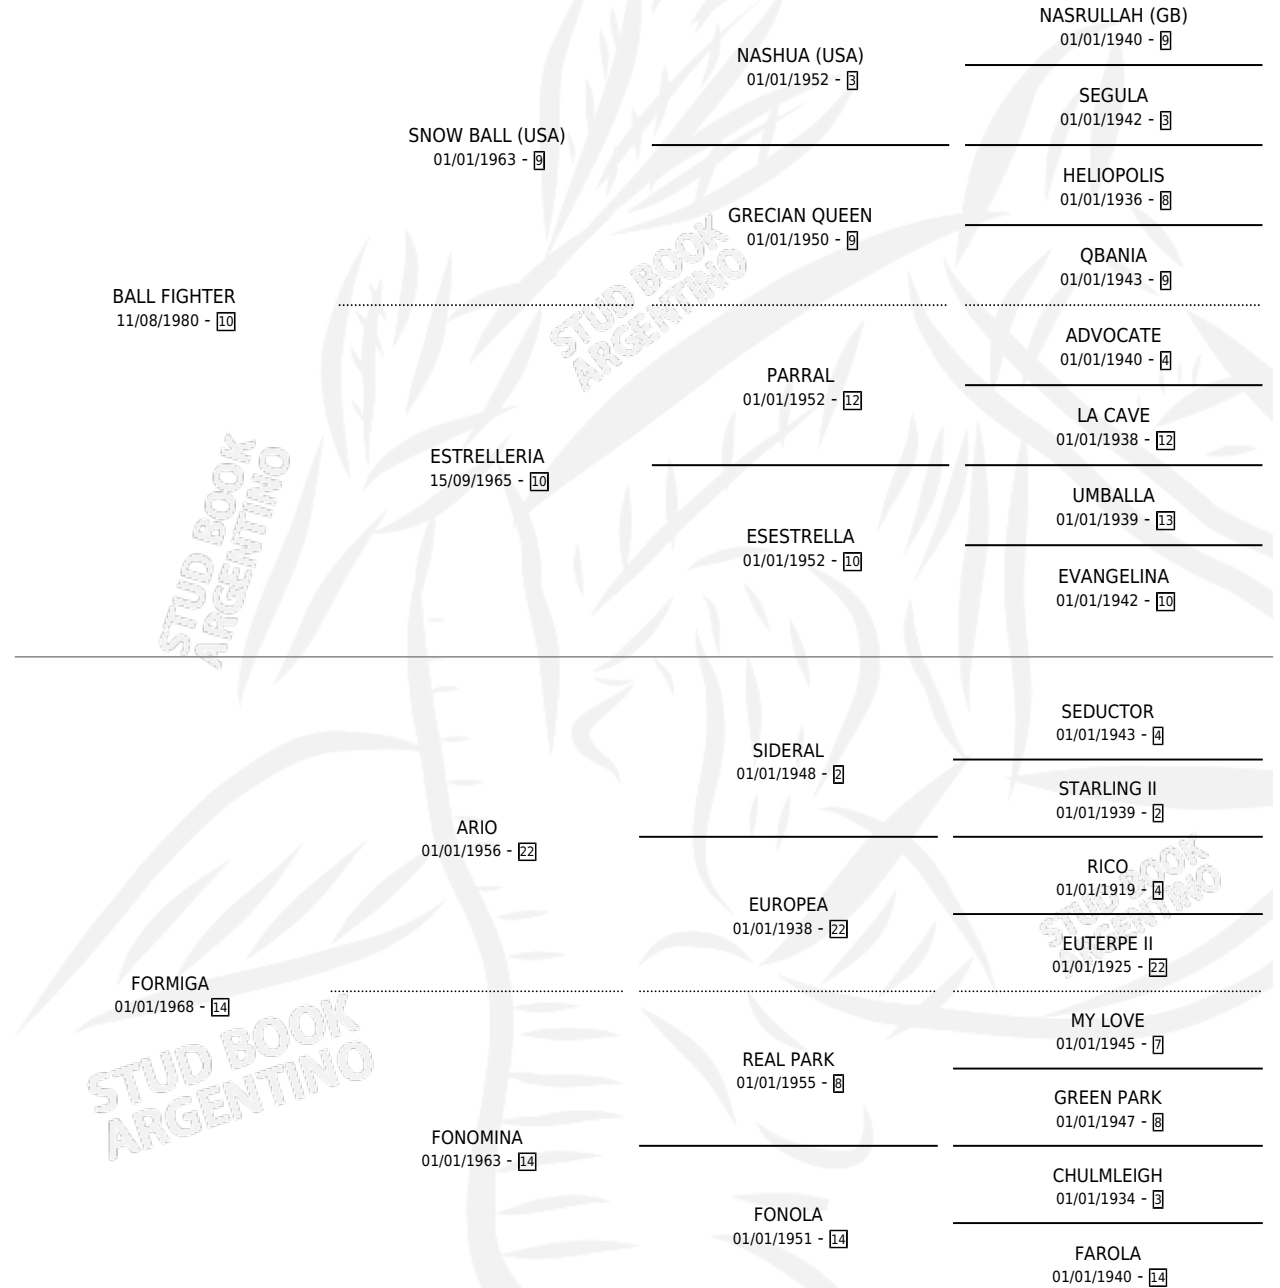 NASRULLAH (GB)
01/01/1940 - 9
NASHUA (USA)
01/01/1952 - 3
SEGULA
01/01/1942 - 3
SNOW BALL (USA)
01/01/1963 - 9
HELIOPOLIS
01/01/1936 - 8
GRECIAN QUEEN
01/01/1950 - 9
QBANIA
01/01/1943 - 9
BALL FIGHTER
11/08/1980 - 10
ADVOCATE
01/01/1940 - 4
PARRAL
01/01/1952 - 12
LA CAVE
01/01/1938 - 12
ESTRELLERIA
15/09/1965 - 10
UMBALLA
01/01/1939 - 13
ESESTRELLA
01/01/1952 - 10
EVANGELINA
01/01/1942 - 10
SEDUCTOR
01/01/1943 - 4
SIDERAL
01/01/1948 - 2
STARLING II
01/01/1939 - 2
ARIO
01/01/1956 - 22
RICO
01/01/1919 - 4
EUROPEA
01/01/1938 - 22
EUTERPE II
01/01/1925 - 22
FORMIGA
01/01/1968 - 14
MY LOVE
01/01/1945 - 7
REAL PARK
01/01/1955 - 8
GREEN PARK
01/01/1947 - 8
FONOMINA
01/01/1963 - 14
CHULMLEIGH
01/01/1934 - 3
FONOLA
01/01/1951 - 14
FAROLA
01/01/1940 - 14
STUD BOOK
ARGENTINO
STUD BOOK
ARGENTINO
STUD BOOK
ARGENTINO
STUD BOOK
ARGENTINO